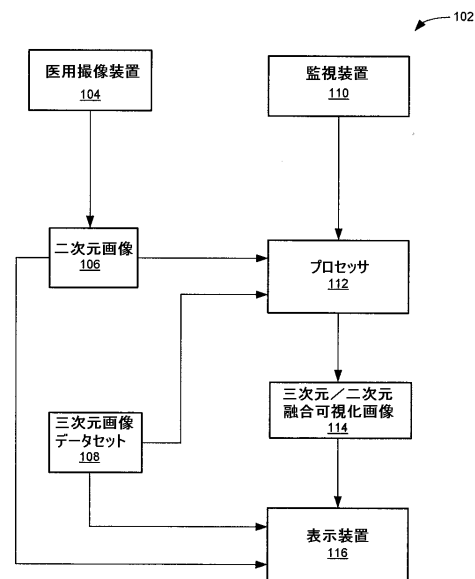 102
医用撮像装置
104
監視装置
110
二次元画像
106
プロセッサ
112
三次元画像
データセット
108
三次元／二次元
融合可視化画像
114
表示装置
116